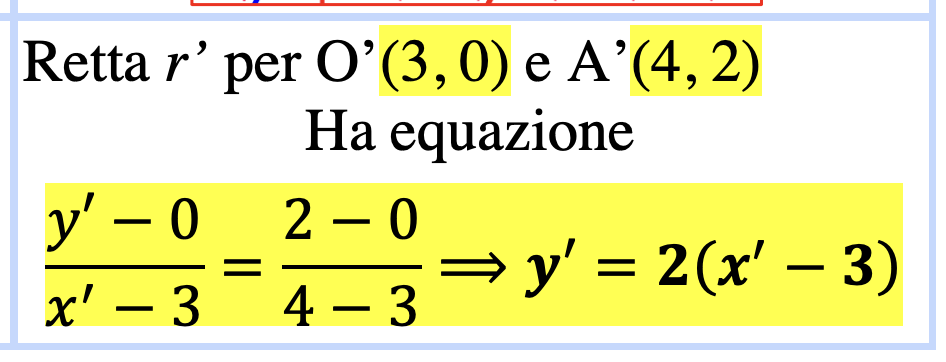 Retta r’ per O’(3, 0) e A’(4, 2)
Ha equazione
y′ − 0 / x′ − 3 = 2 − 0 / 4 − 3 ⟹ y′ = 2(x′ − 3)